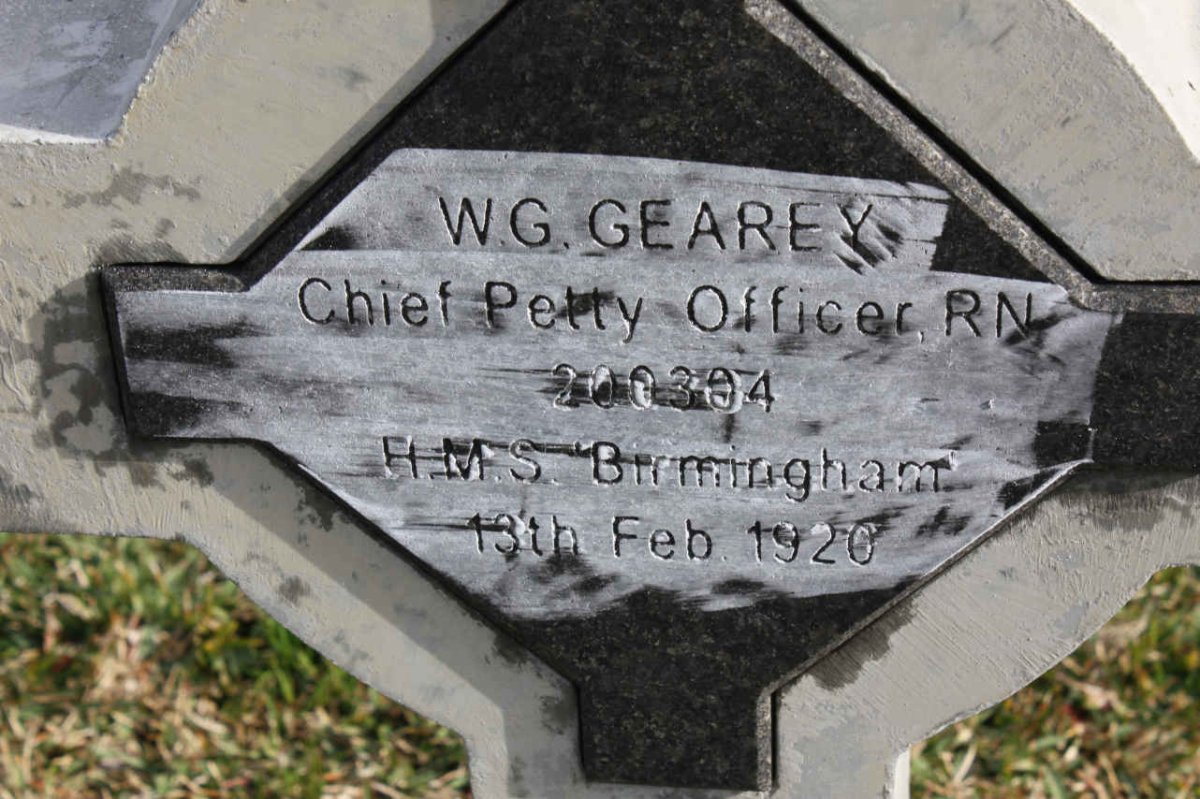 W.G. GEAREY
Chief Petty Officer, RN
200304
H.M.S. 'Birmingham'
13th Feb. 1920